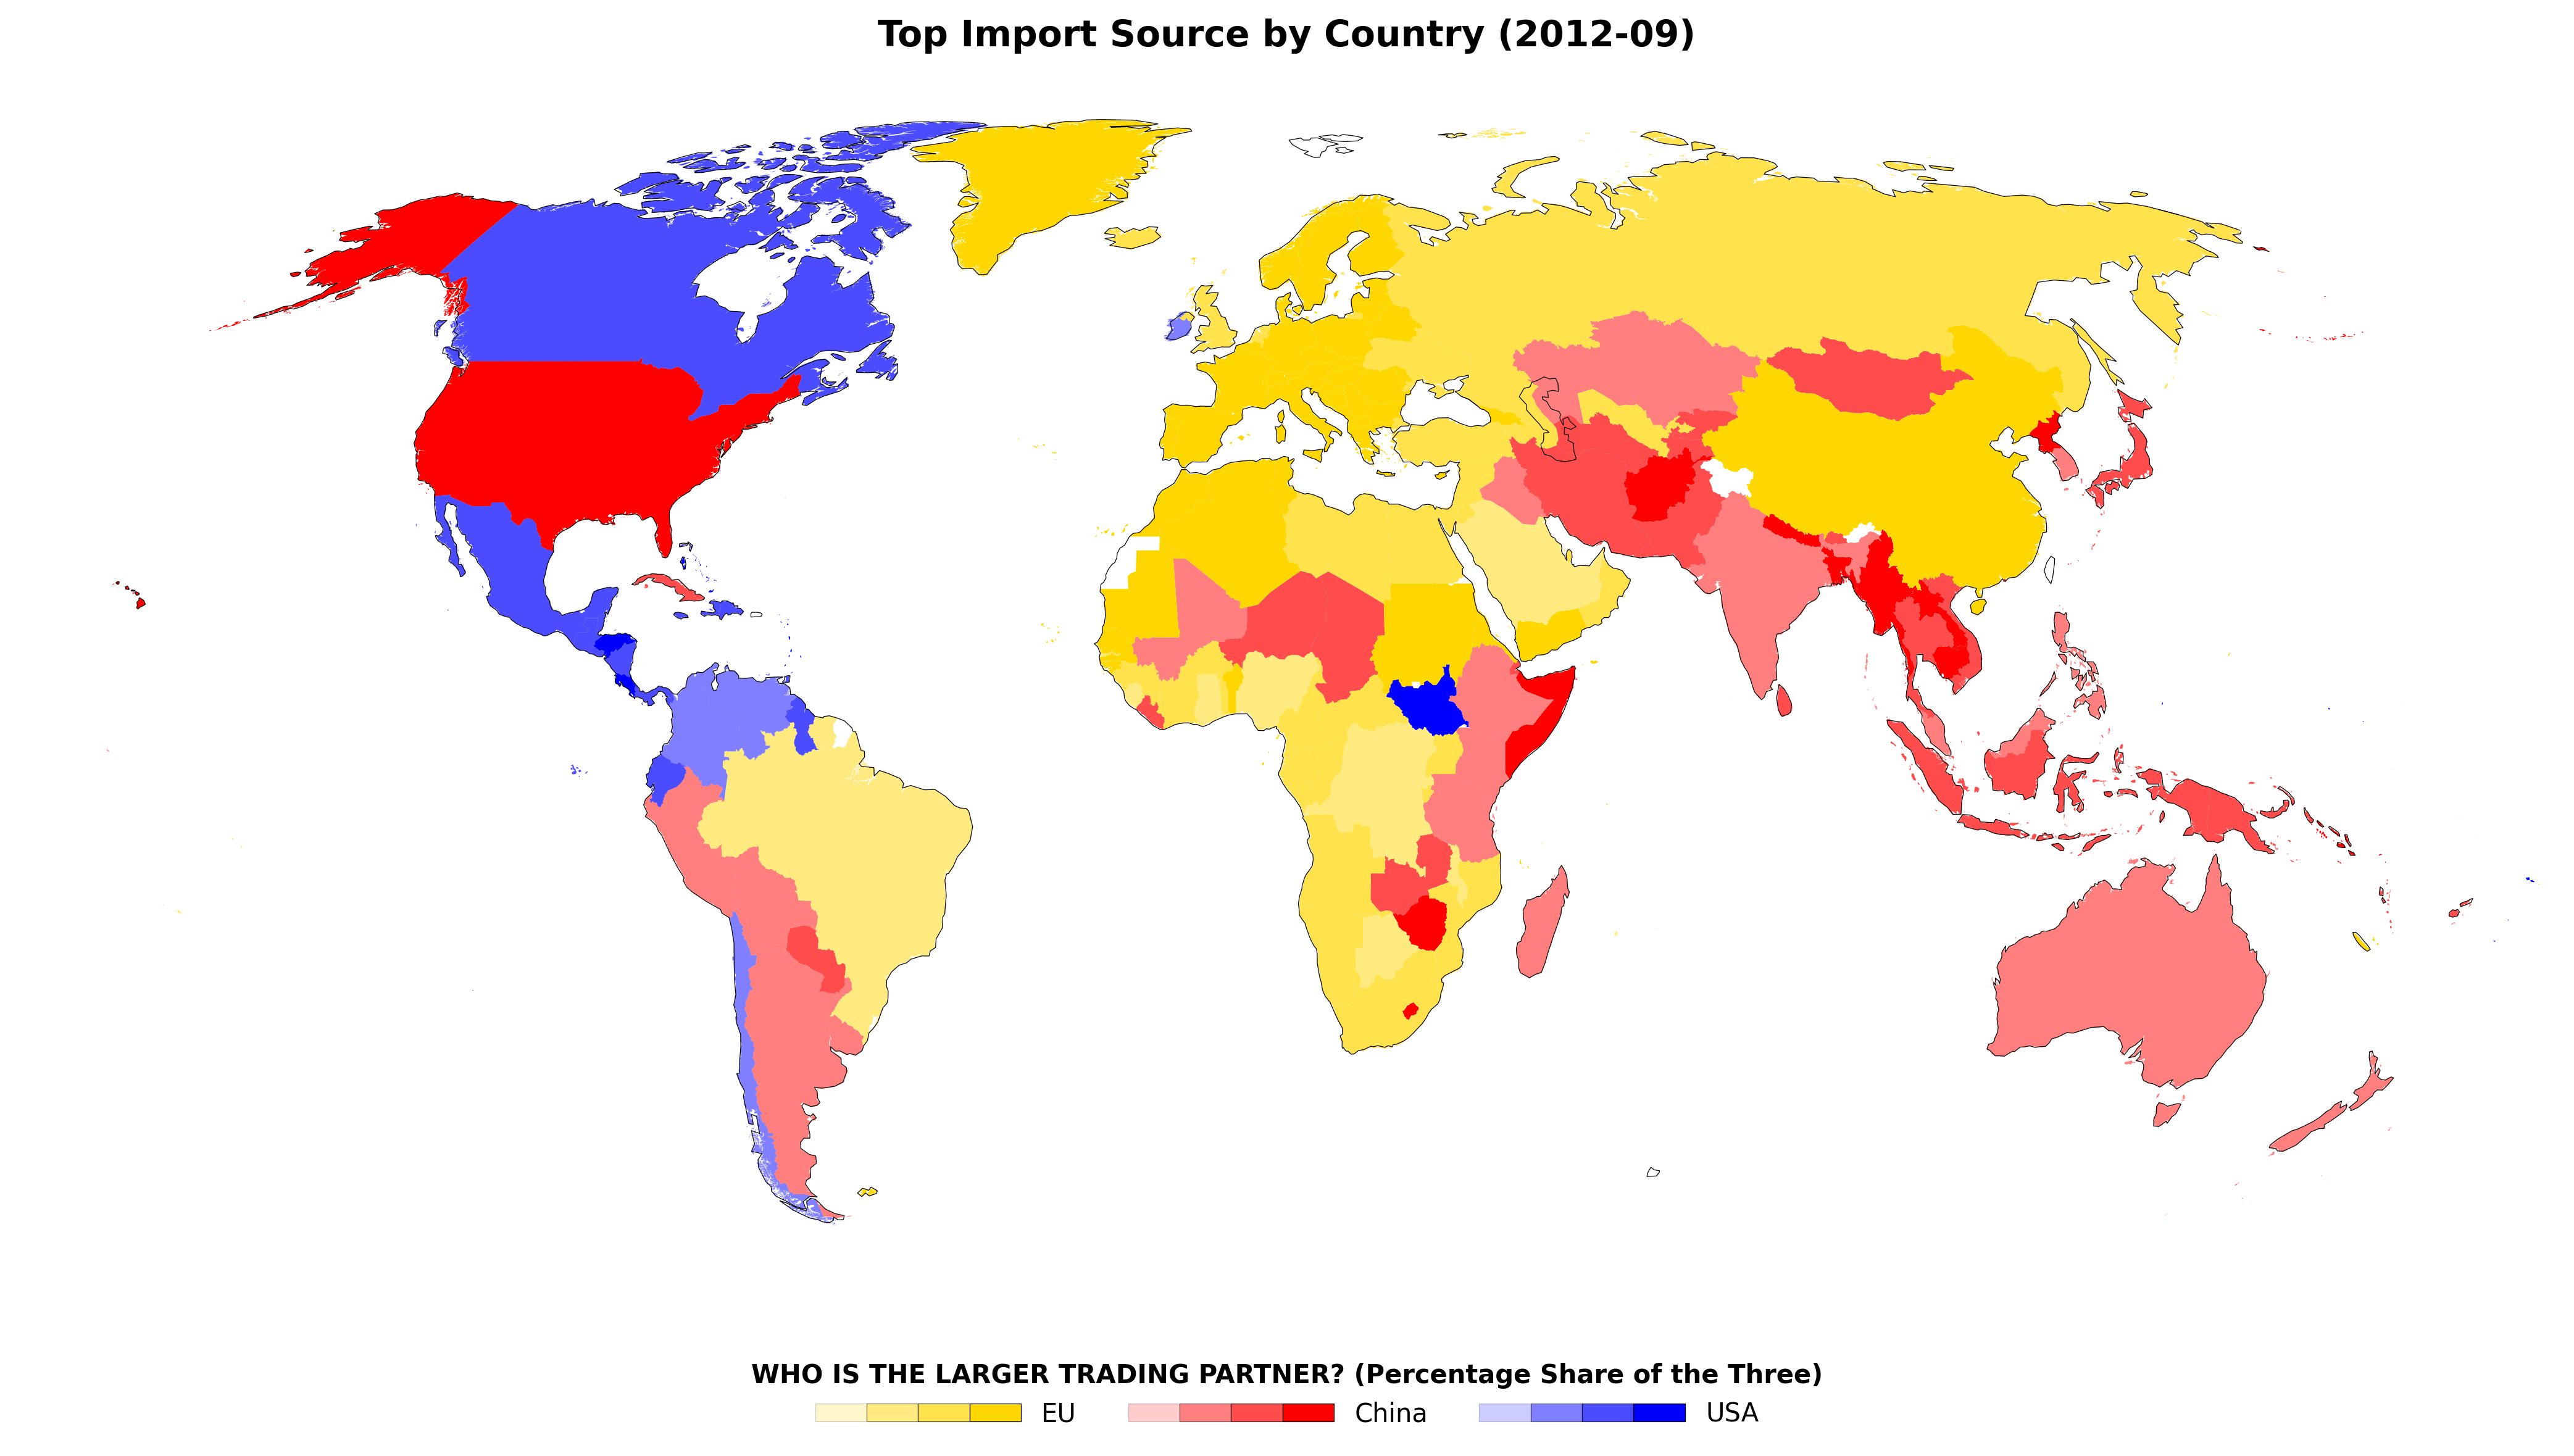 Top Import Source by Country (2012-09)
WHO IS THE LARGER TRADING PARTNER? (Percentage Share of the Three)
EU China USA